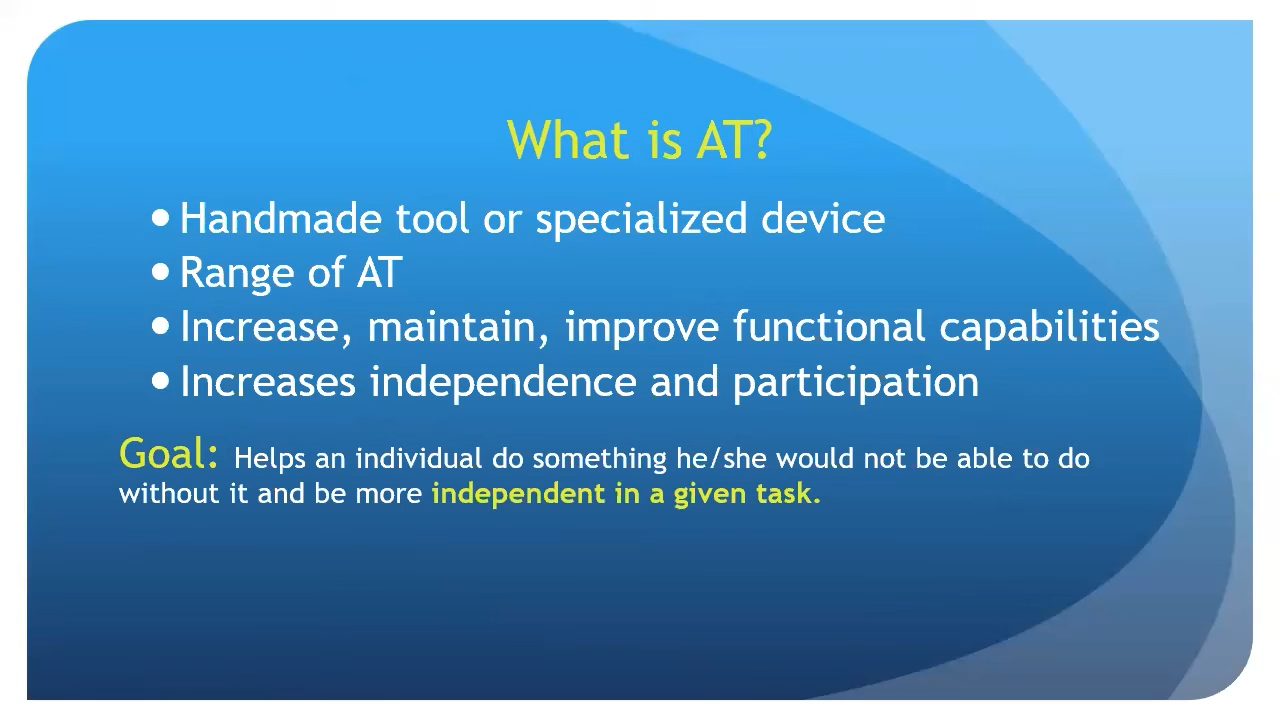 What is AT?
• Handmade tool or specialized device
• Range of AT
• Increase, maintain, improve functional capabilities
• Increases independence and participation
Goal: Helps an individual do something he/she would not be able to do
without it and be more independent in a given task.